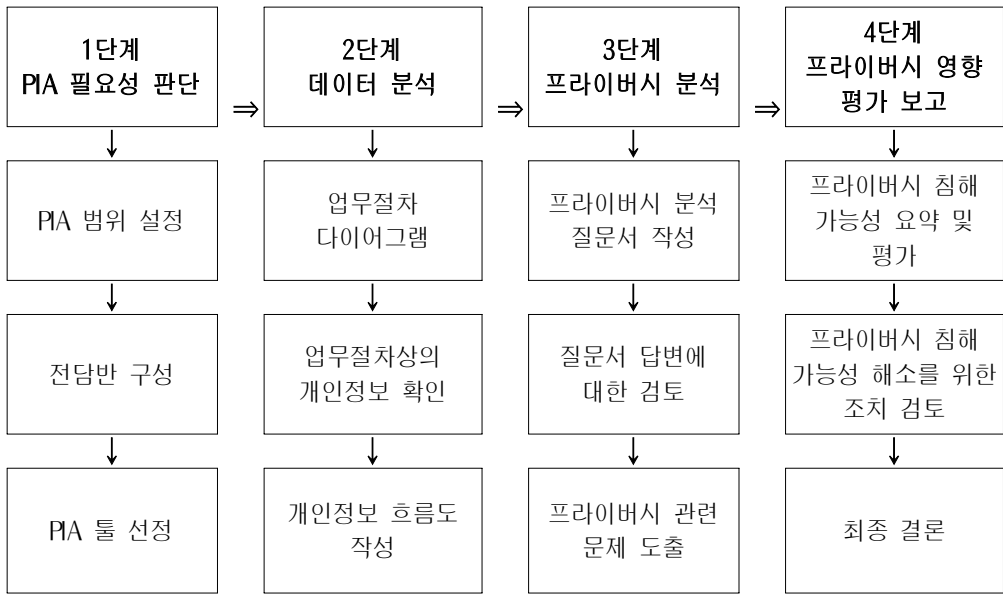 1단계
PIA 필요성 판단
⇒
2단계
데이터 분석
⇒
3단계
프라이버시 분석
⇒
4단계
프라이버시 영향
평가 보고
↓
↓
↓
↓
PIA 범위 설정
업무절차
다이어그램
프라이버시 분석
질문서 작성
프라이버시 침해
가능성 요약 및
평가
↓
↓
↓
↓
전담반 구성
업무절차상의
개인정보 확인
질문서 답변에
대한 검토
프라이버시 침해
가능성 해소를 위한
조치 검토
↓
↓
↓
↓
PIA 툴 선정
개인정보 흐름도
작성
프라이버시 관련
문제 도출
최종 결론